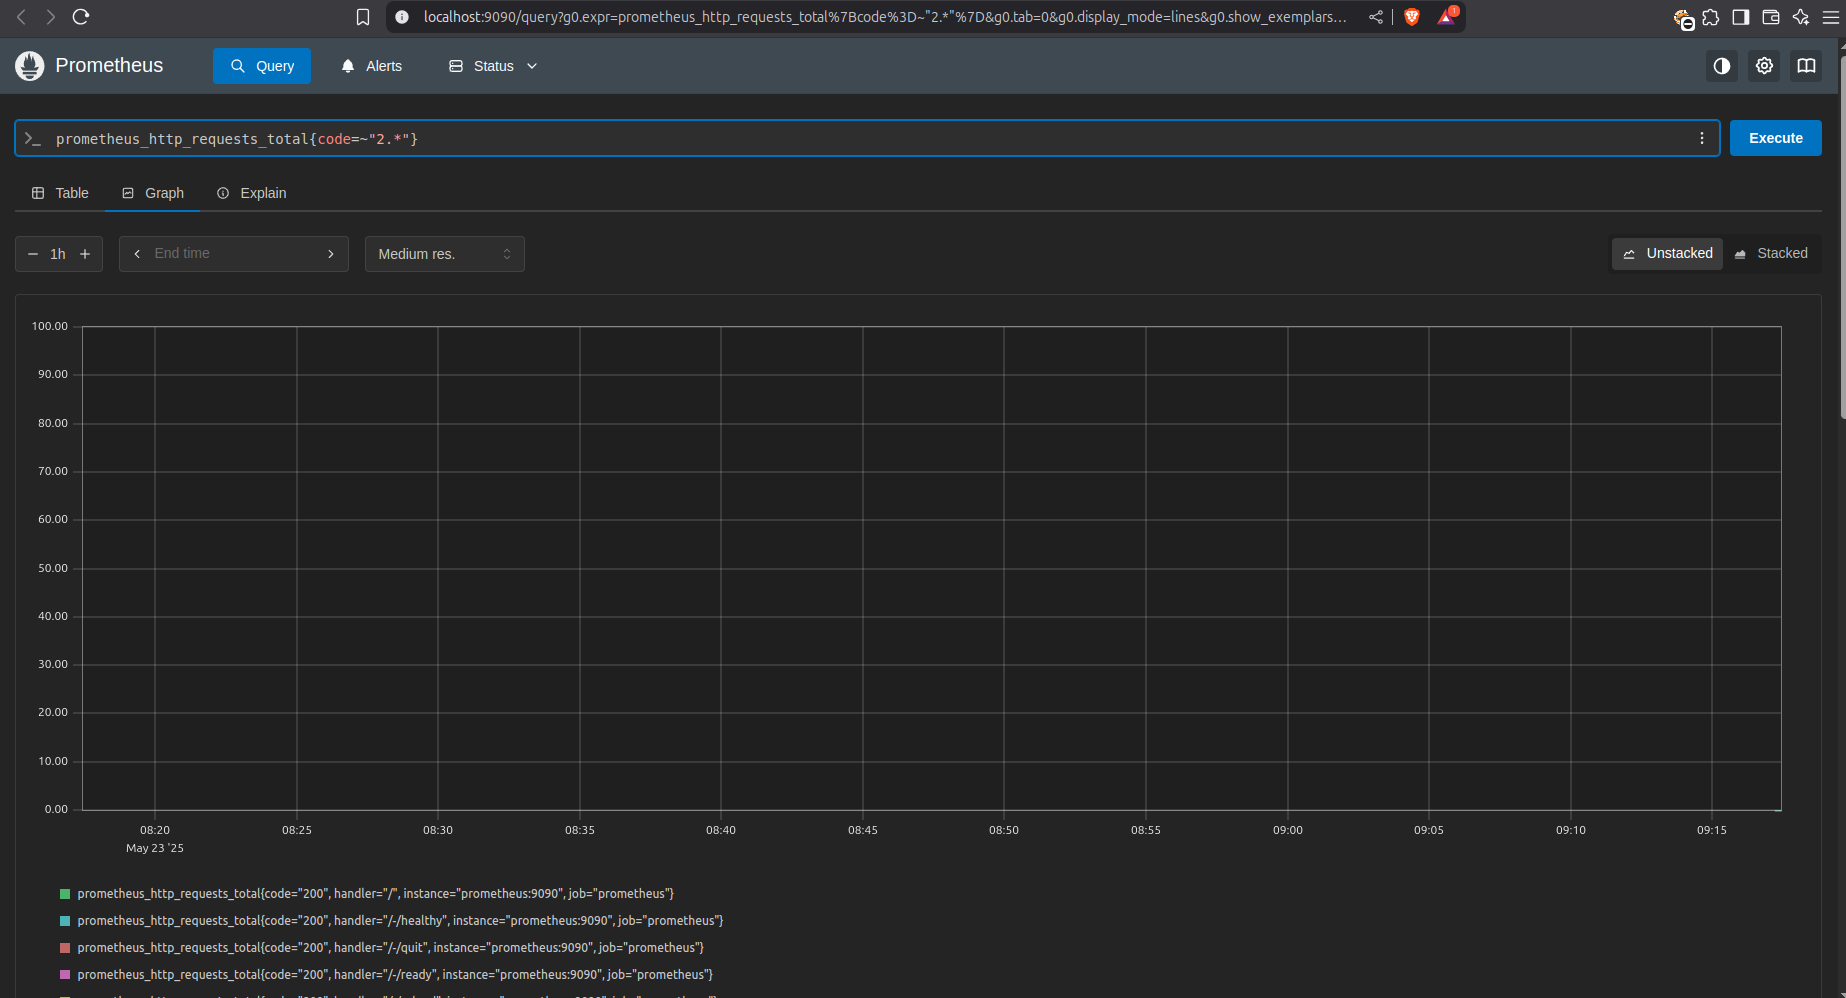 localhost:9090/query?g0.expr=prometheus_http_requests_total%7Bcode%3D~"2.*"%7D&g0.tab=0&g0.display_mode=lines&g0.show_exemplars...
1
Prometheus
Query
Alerts
Status
>_ prometheus_http_requests_total{code=~"2.*"}
Execute
Table
Graph
Explain
− 1h +
End time
Medium res.
Unstacked
Stacked
100.00
90.00
80.00
70.00
60.00
50.00
40.00
30.00
20.00
10.00
0.00
08:20 08:25 08:30 08:35 08:40 08:45 08:50 08:55 09:00 09:05 09:10 09:15
May 23 '25
prometheus_http_requests_total{code="200", handler="/", instance="prometheus:9090", job="prometheus"}
prometheus_http_requests_total{code="200", handler="/-/healthy", instance="prometheus:9090", job="prometheus"}
prometheus_http_requests_total{code="200", handler="/-/quit", instance="prometheus:9090", job="prometheus"}
prometheus_http_requests_total{code="200", handler="/-/ready", instance="prometheus:9090", job="prometheus"}